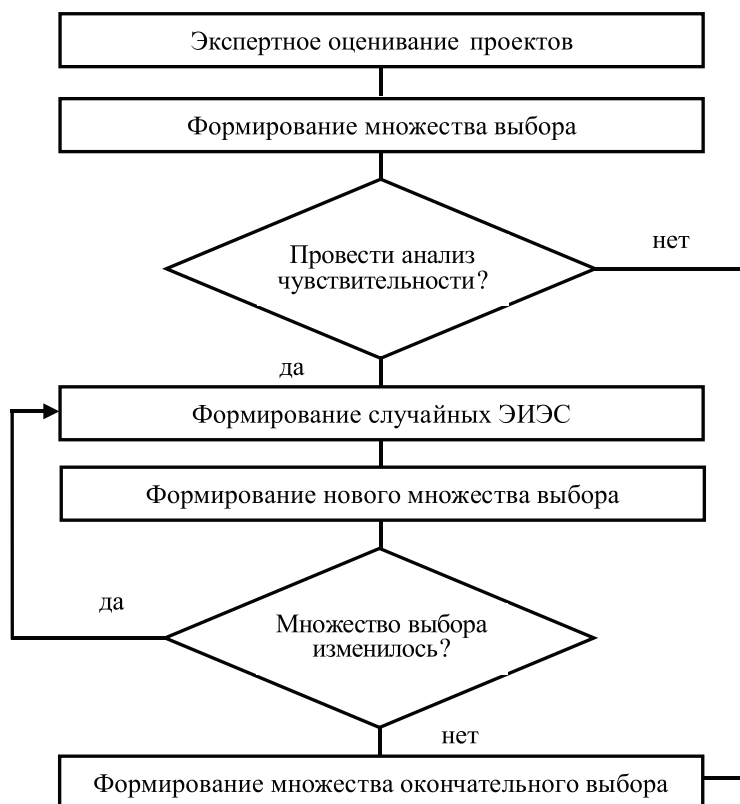 Экспертное оценивание проектов
Формирование множества выбора
Провести анализ
чувствительности?
нет
да
Формирование случайных ЭИЭС
Формирование нового множества выбора
да
Множество выбора
изменилось?
нет
Формирование множества окончательного выбора